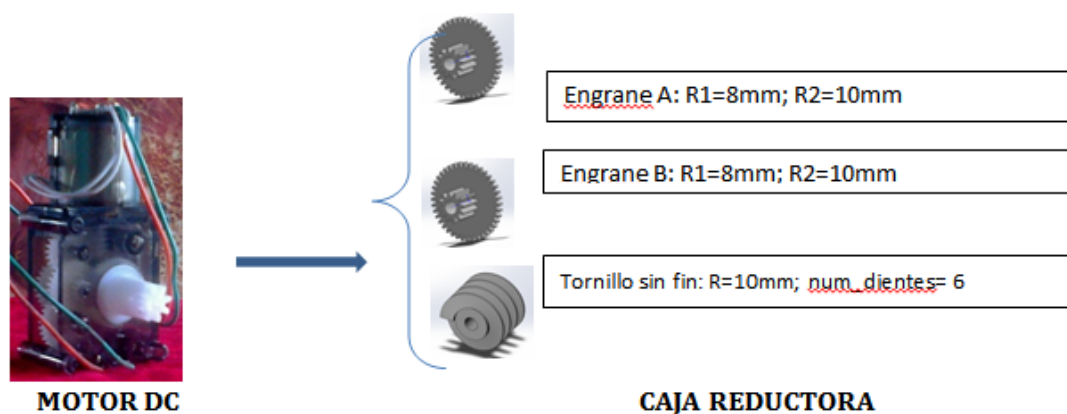 Engrane A: R1=8mm; R2=10mm
Engrane B: R1=8mm; R2=10mm
Tornillo sin fin: R=10mm; num_dientes= 6
MOTOR DC
CAJA REDUCTORA